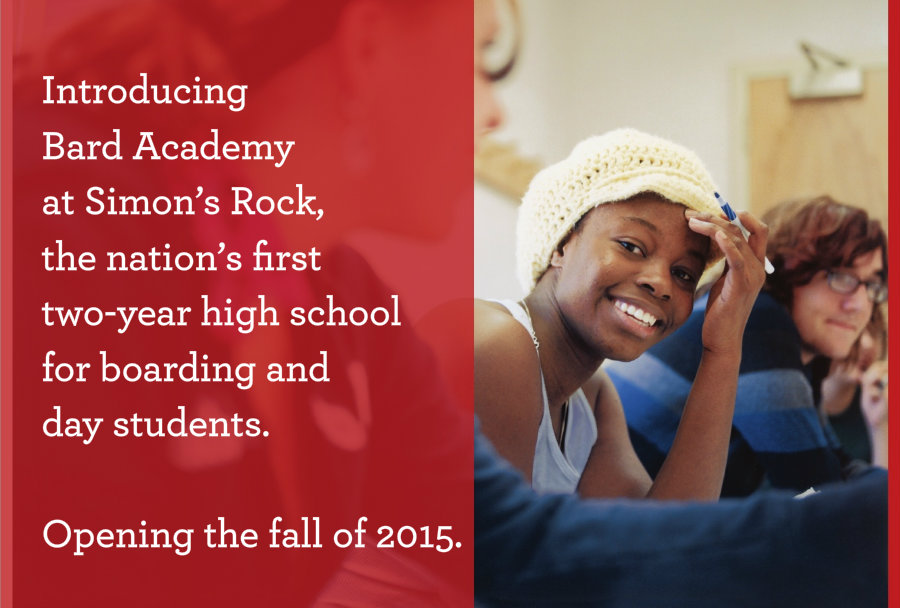 Introducing
Bard Academy
at Simon’s Rock,
the nation’s first
two-year high school
for boarding and
day students.
Opening the fall of 2015.